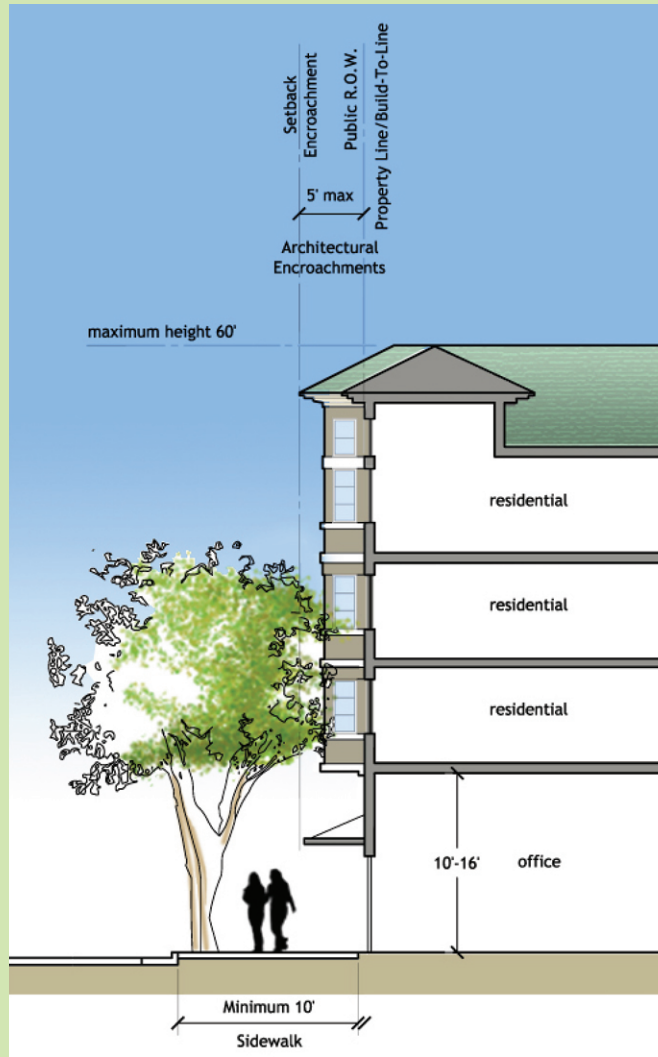 Setback
Encroachment
Public R.O.W.
Property Line/Build-To-Line
5' max
Architectural
Encroachments
maximum height 60'
residential
residential
residential
10'-16'
office
Minimum 10'
Sidewalk